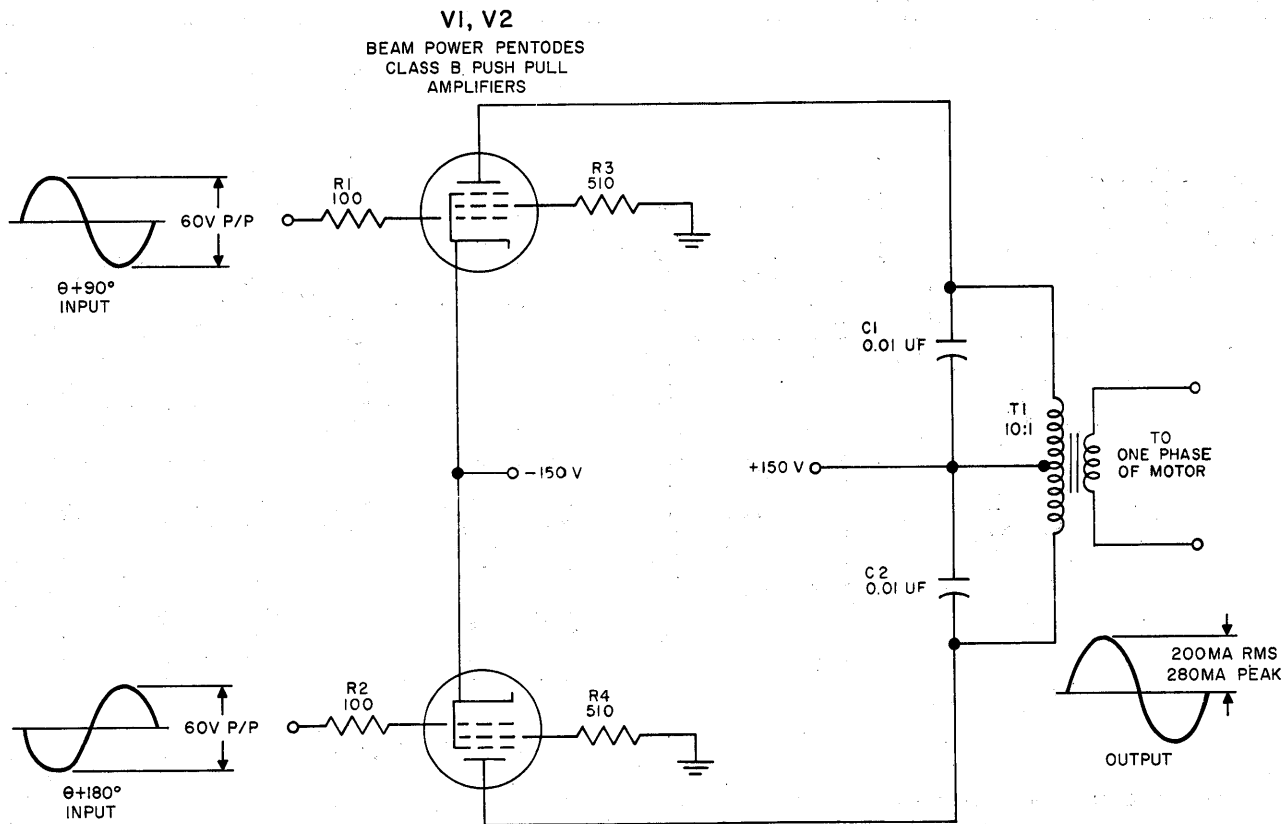 V1, V2
BEAM POWER PENTODES
CLASS B PUSH PULL
AMPLIFIERS
R1
100
R3
510
60V P/P
θ+90°
INPUT
C1
0.01 UF
T1
10:1
TO
ONE PHASE
OF MOTOR
-150 V
+150 V
C2
0.01 UF
R2
100
R4
510
60V P/P
θ+180°
INPUT
200MA RMS
280MA PEAK
OUTPUT